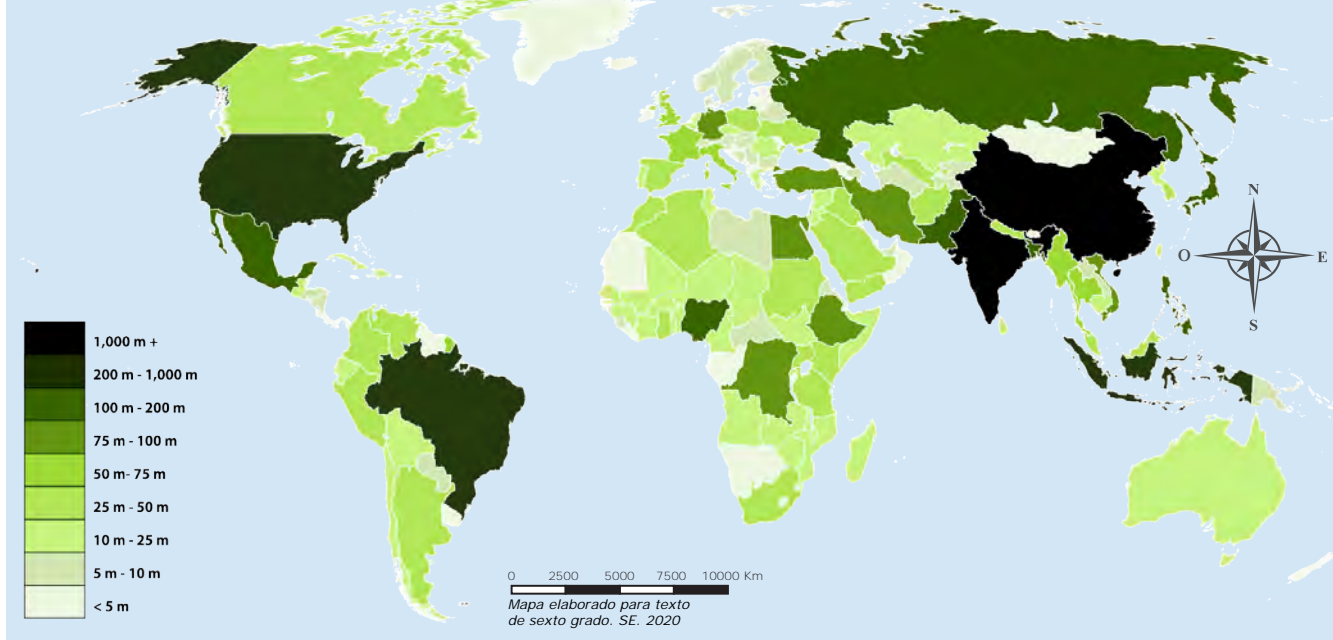 N
O
E
S
1,000 m +
200 m - 1,000 m
100 m - 200 m
75 m - 100 m
50 m- 75 m
25 m - 50 m
10 m - 25 m
5 m - 10 m
< 5 m
0 2500 5000 7500 10000 Km
Mapa elaborado para texto
de sexto grado. SE. 2020